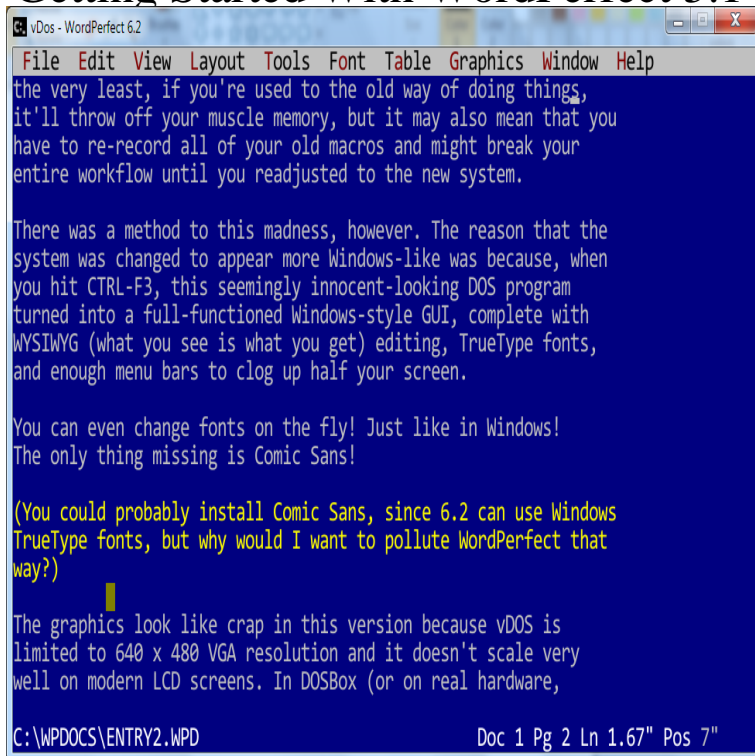 Getting Started With WordPerfect 5.1
vDos - WordPerfect 6.2
File Edit View Layout Tools Font Table Graphics Window Help
the very least, if you're used to the old way of doing things,
it'll throw off your muscle memory, but it may also mean that you
have to re-record all of your old macros and might break your
entire workflow until you readjusted to the new system.
There was a method to this madness, however. The reason that the
system was changed to appear more Windows-like was because, when
you hit CTRL-F3, this seemingly innocent-looking DOS program
turned into a full-functioned Windows-style GUI, complete with
WYSIWYG (what you see is what you get) editing, TrueType fonts,
and enough menu bars to clog up half your screen.
You can even change fonts on the fly! Just like in Windows!
The only thing missing is Comic Sans!
(You could probably install Comic Sans, since 6.2 can use Windows
TrueType fonts, but why would I want to pollute WordPerfect that
way?)
The graphics look like crap in this version because vDOS is
limited to 640 x 480 VGA resolution and it doesn't scale very
well on modern LCD screens. In DOSBox (or on real hardware,
C:\WPDOCS\ENTRY2.WPD Doc 1 Pg 2 Ln 1.67" Pos 7"